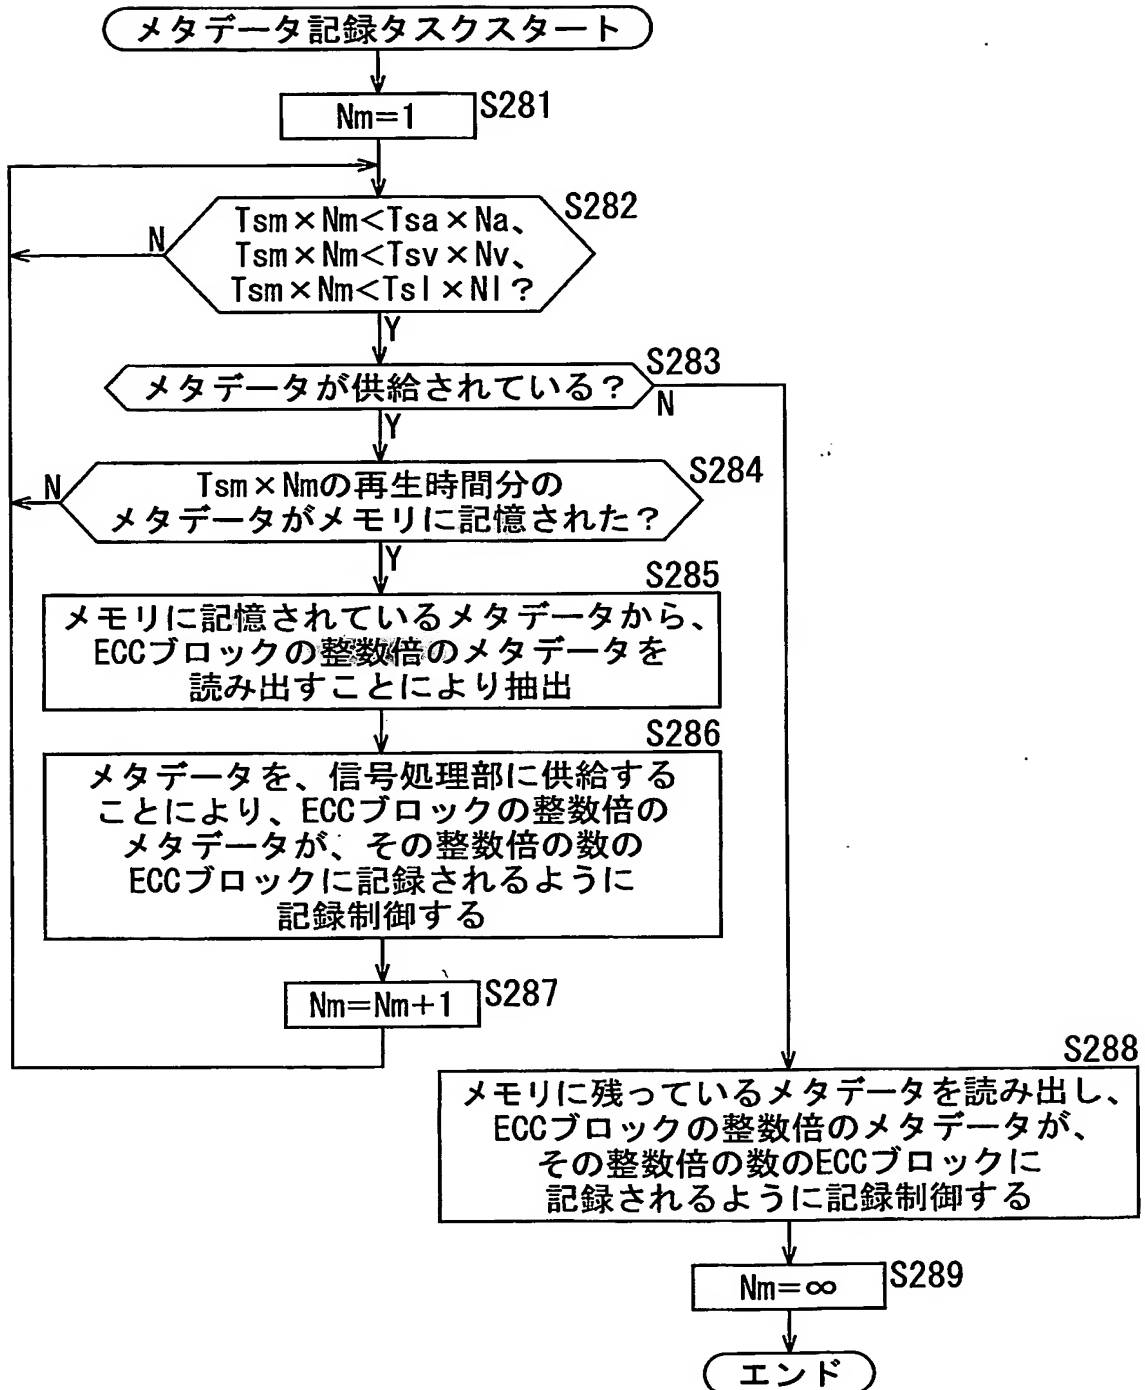 メタデータ記録タスクスタート
Nm=1
S281
Tsm×Nm<Tsa×Na、
Tsm×Nm<Tsv×Nv、
Tsm×Nm<Tsl×Nl?
S282
N
Y
メタデータが供給されている?
S283
N
Y
Tsm×Nmの再生時間分の
メタデータがメモリに記憶された?
S284
N
Y
S285
メモリに記憶されているメタデータから、
ECCブロックの整数倍のメタデータを
読み出すことにより抽出
S286
メタデータを、信号処理部に供給する
ことにより、ECCブロックの整数倍の
メタデータが、その整数倍の数の
ECCブロックに記録されるように
記録制御する
Nm=Nm+1
S287
S288
メモリに残っているメタデータを読み出し、
ECCブロックの整数倍のメタデータが、
その整数倍の数のECCブロックに
記録されるように記録制御する
Nm=∞
S289
エンド